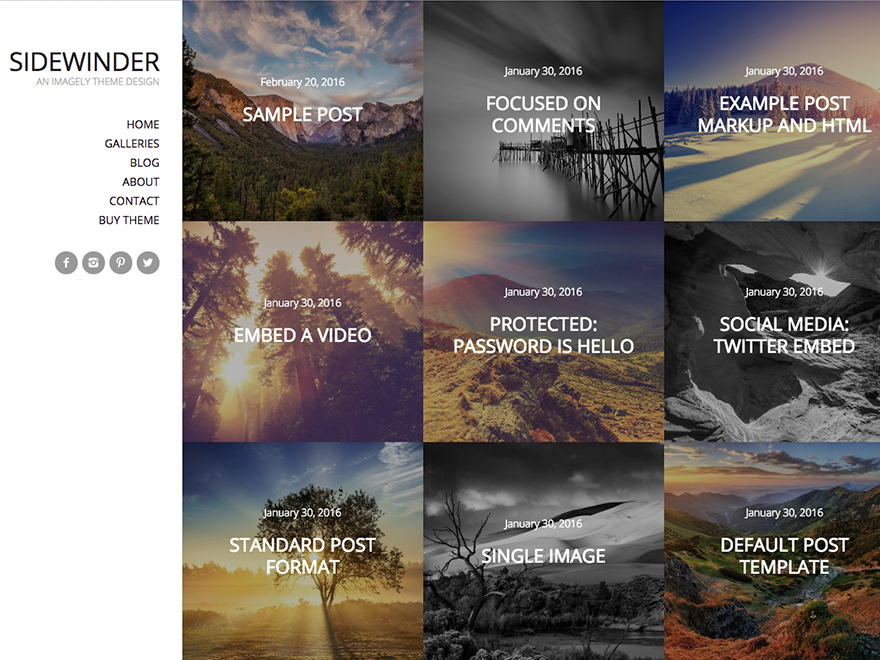 SIDEWINDER
AN IMAGELY THEME DESIGN
HOME
GALLERIES
BLOG
ABOUT
CONTACT
BUY THEME
February 20, 2016
SAMPLE POST
January 30, 2016
FOCUSED ON
COMMENTS
January 30, 2016
EXAMPLE POST
MARKUP AND HTML
January 30, 2016
EMBED A VIDEO
January 30, 2016
PROTECTED:
PASSWORD IS HELLO
January 30, 2016
SOCIAL MEDIA:
TWITTER EMBED
January 30, 2016
STANDARD POST
FORMAT
January 30, 2016
SINGLE IMAGE
January 30, 2016
DEFAULT POST
TEMPLATE